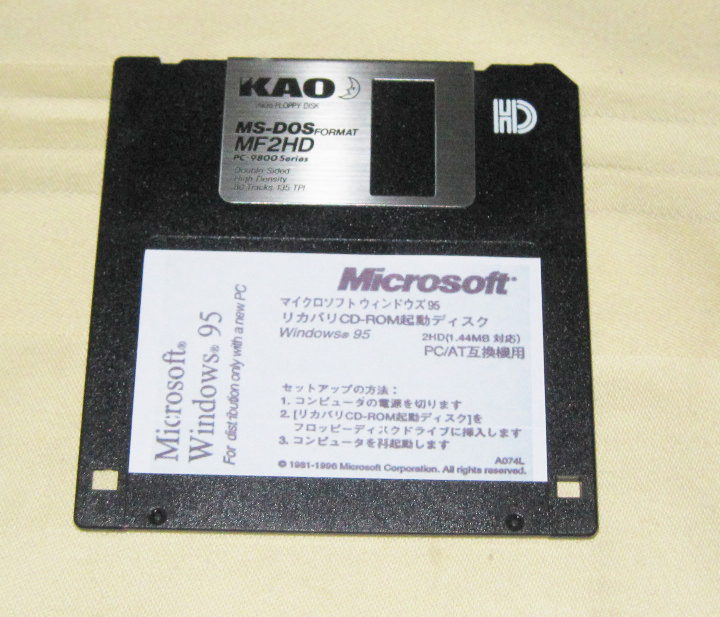 KAO
MICRO FLOPPY DISK
MS-DOS FORMAT
MF2HD
PC-9800 Series
Double Sided
High Density
80 Tracks 135 TPI
HD
Microsoft® Windows® 95
For distribution only with a new PC
Microsoft®
マイクロソフト ウィンドウズ 95
リカバリCD-ROM起動ディスク
Windows® 95
2HD(1.44MB 対応)
PC/AT互換機用
セットアップの方法：
1. コンピュータの電源を切ります
2. [リカバリCD-ROM起動ディスク]を
フロッピーディスクドライブに挿入します
3. コンピュータを再起動します
A074L
© 1981-1996 Microsoft Corporation. All rights reserved.